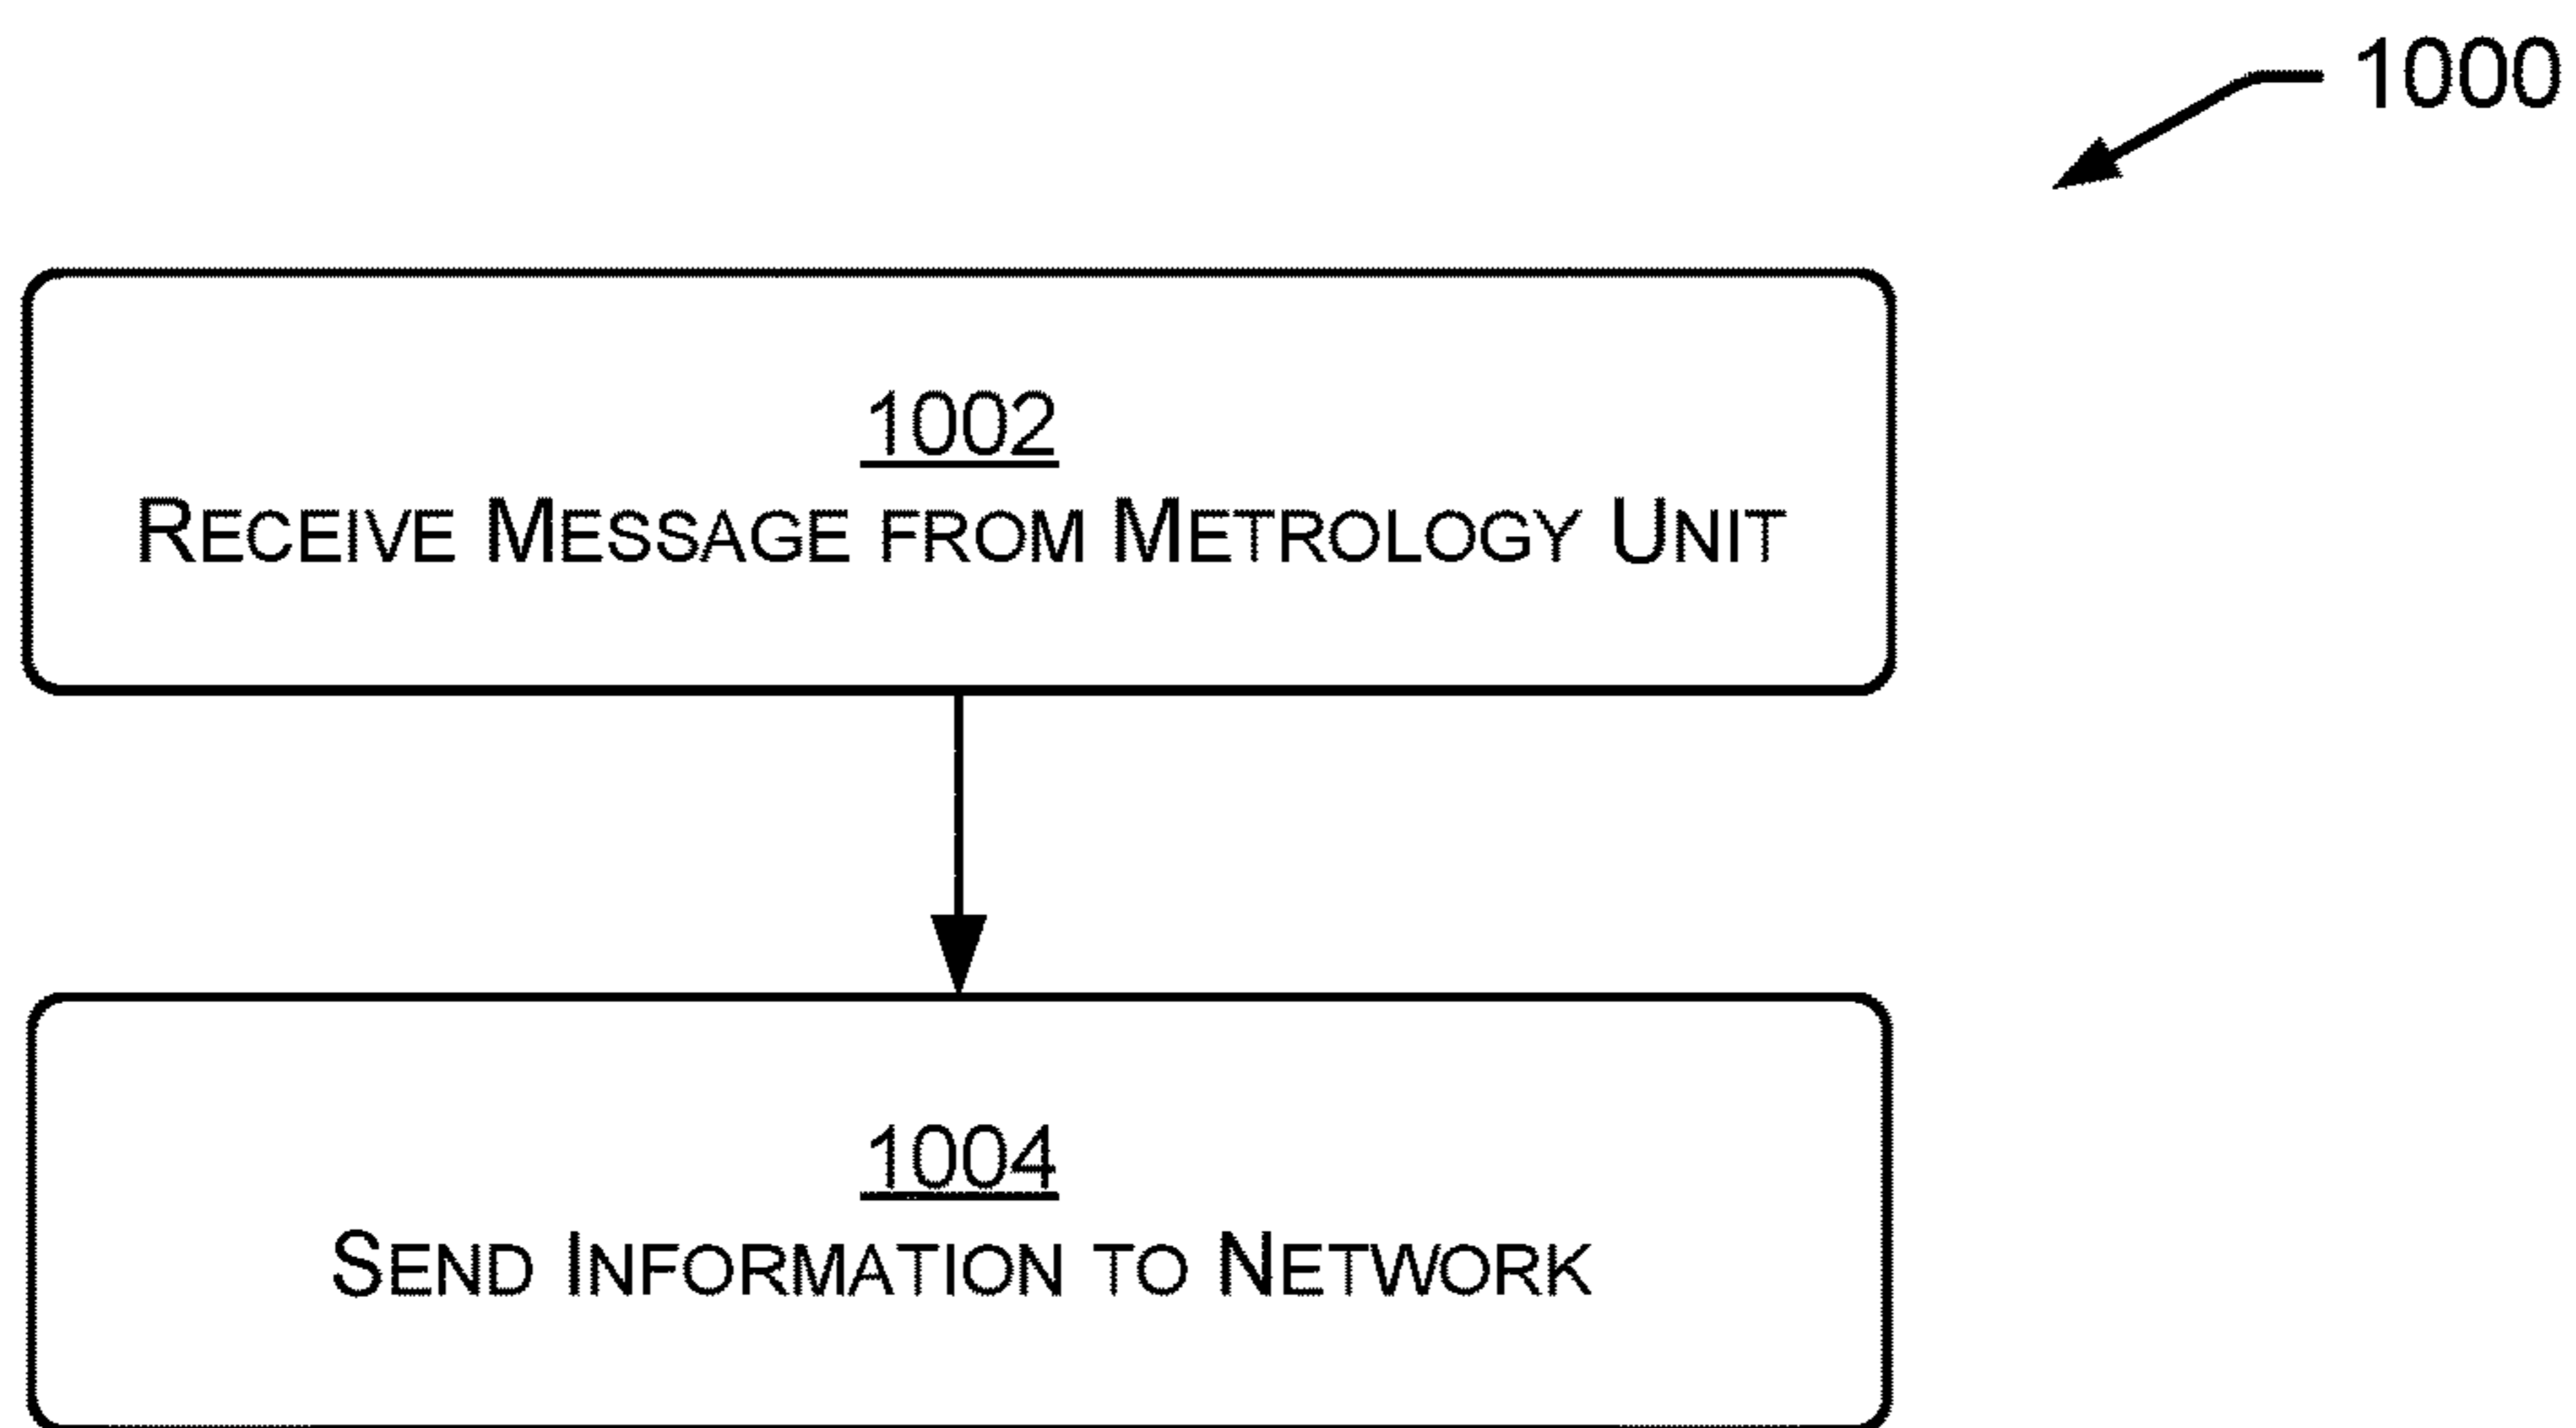 1000
1002
RECEIVE MESSAGE FROM METROLOGY UNIT
1004
SEND INFORMATION TO NETWORK